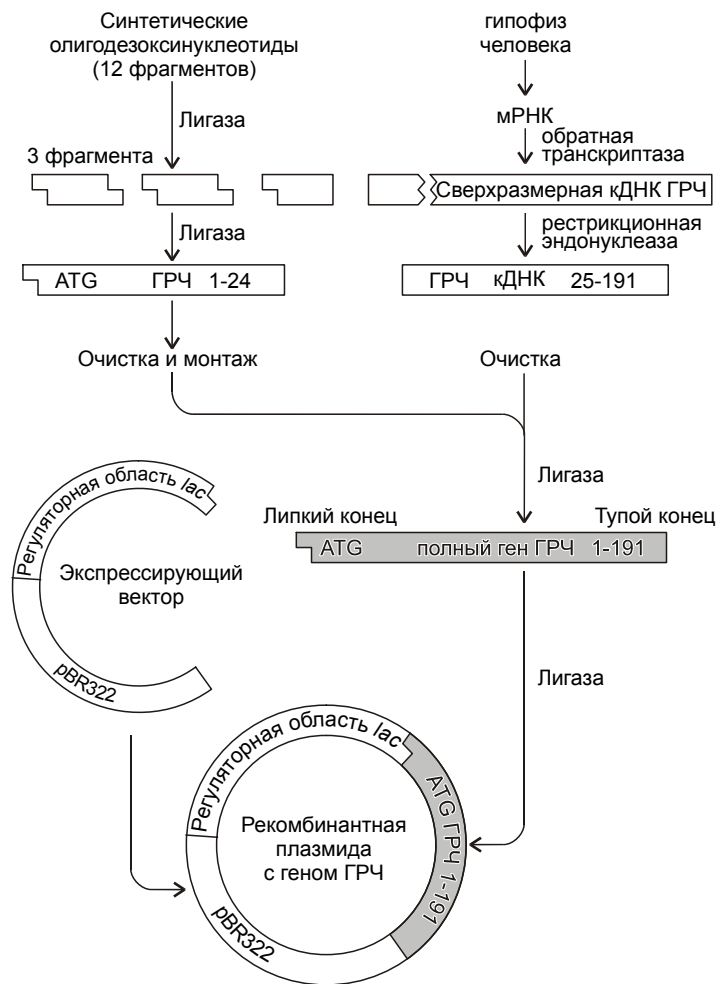 Синтетические
олигодезоксинуклеотиды
(12 фрагментов)
гипофиз
человека
Лигаза
мРНК
обратная
транскриптаза
3 фрагмента
Сверхразмерная кДНК ГРЧ
Лигаза
рестрикционная
эндонуклеаза
ATG ГРЧ 1-24
ГРЧ кДНК 25-191
Очистка и монтаж
Очистка
Лигаза
Липкий конец
Тупой конец
ATG полный ген ГРЧ 1-191
Регуляторная область lac
Экспрессирующий
вектор
pBR322
Лигаза
Регуляторная область lac
ATG ГРЧ 1-191
Рекомбинантная
плазмида
с геном ГРЧ
pBR322